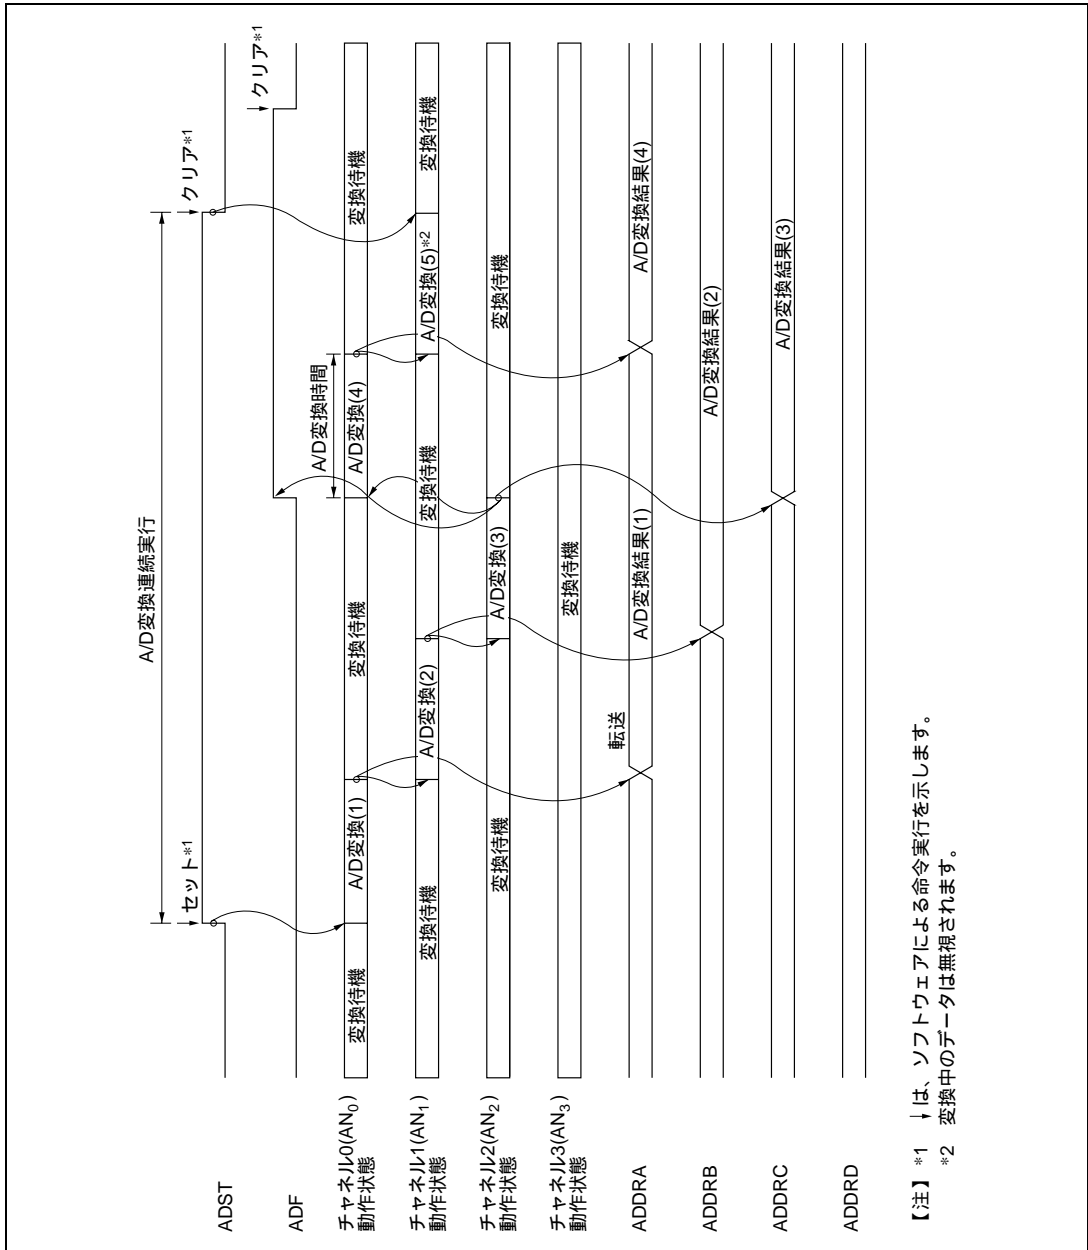 A/D変換連続実行
セット*1
クリア*1
クリア*1
ADST
ADF
A/D変換時間
チャネル0(AN0)
動作状態
変換待機
A/D変換(1)
変換待機
A/D変換(4)
変換待機
チャネル1(AN1)
動作状態
変換待機
A/D変換(2)
変換待機
A/D変換(5)*2
変換待機
チャネル2(AN2)
動作状態
変換待機
A/D変換(3)
変換待機
チャネル3(AN3)
動作状態
変換待機
転送
ADDRA
A/D変換結果(1)
A/D変換結果(4)
ADDRB
A/D変換結果(2)
ADDRC
A/D変換結果(3)
ADDRD
【注】 *1 ↓は、ソフトウェアによる命令実行を示します。
*2 変換中のデータは無視されます。